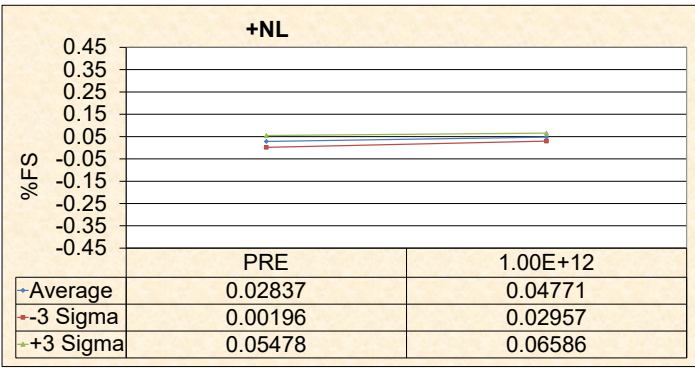 +NL
0.45
0.35
0.25
0.15
0.05
-0.05
-0.15
-0.25
-0.35
-0.45
%FS
PRE 1.00E+12
Average 0.02837 0.04771
-3 Sigma 0.00196 0.02957
+3 Sigma 0.05478 0.06586